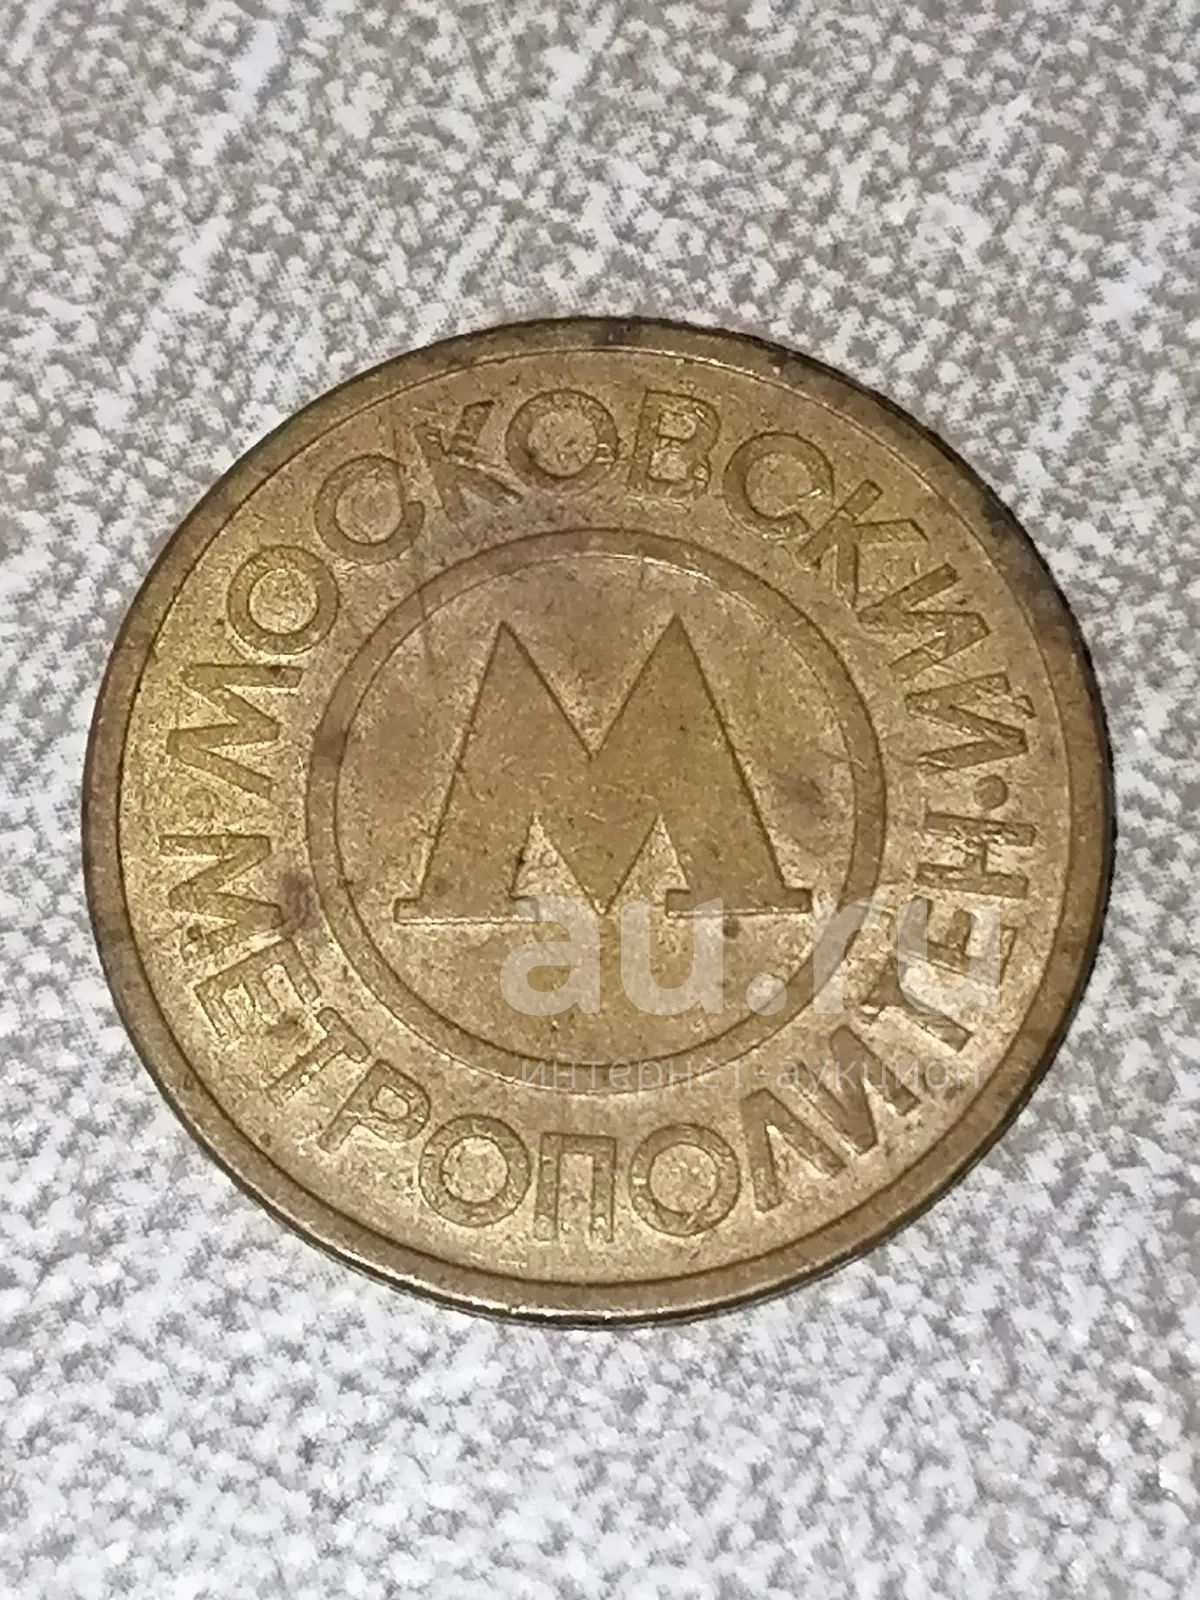 МОСКОВСКИЙ·МЕТРОПОЛИТЕН·
М
au.ru
интернет-аукцион